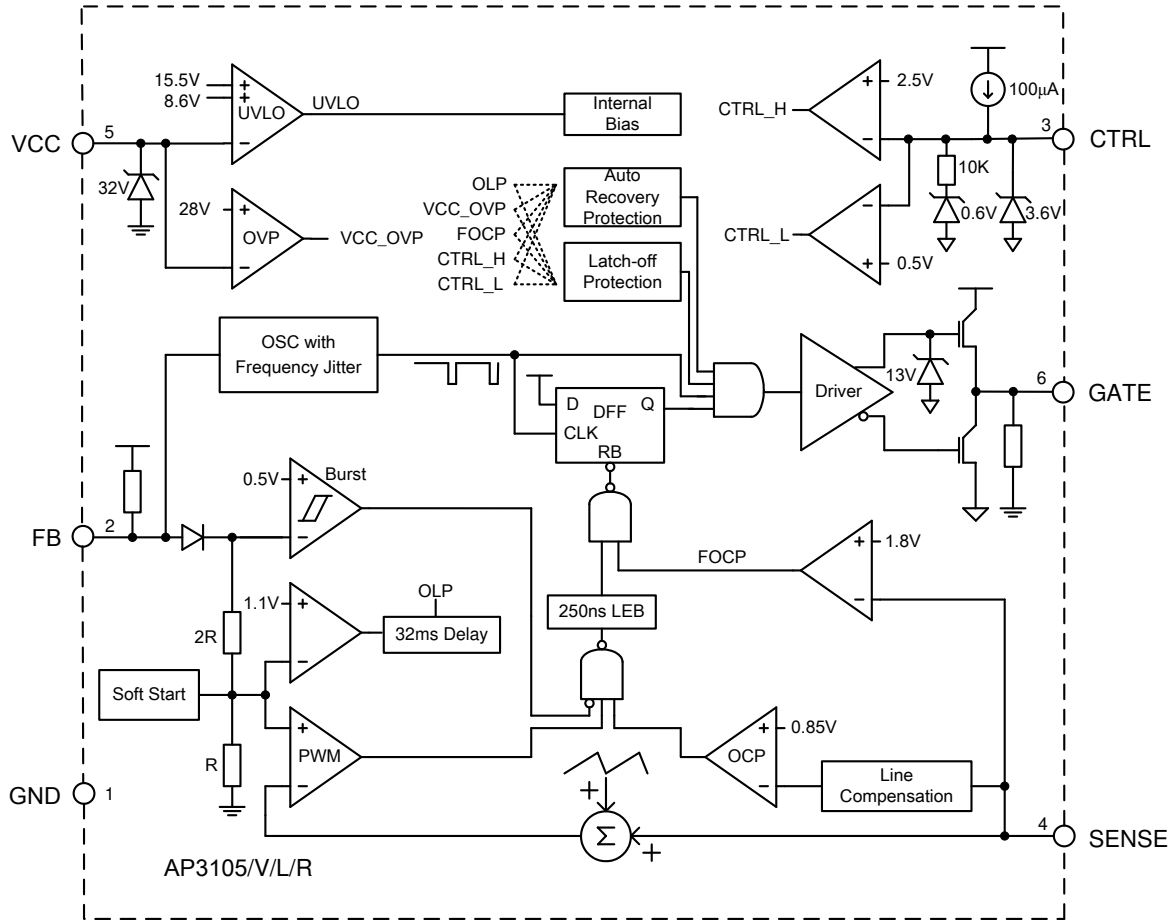 15.5V
8.6V
UVLO
UVLO
Internal
Bias
2.5V
CTRL_H
100μA
VCC
5
3
CTRL
32V
28V
OVP
VCC_OVP
OLP
VCC_OVP
FOCP
CTRL_H
CTRL_L
Auto
Recovery
Protection
Latch-off
Protection
10K
0.6V
3.6V
CTRL_L
0.5V
OSC with
Frequency Jitter
D
DFF
Q
CLK
RB
Driver
13V
6
GATE
0.5V
Burst
FB
2
FOCP
1.8V
1.1V
OLP
32ms Delay
250ns LEB
2R
Soft Start
R
PWM
0.85V
OCP
Line
Compensation
GND
1
+
Σ
+
4
SENSE
AP3105/V/L/R